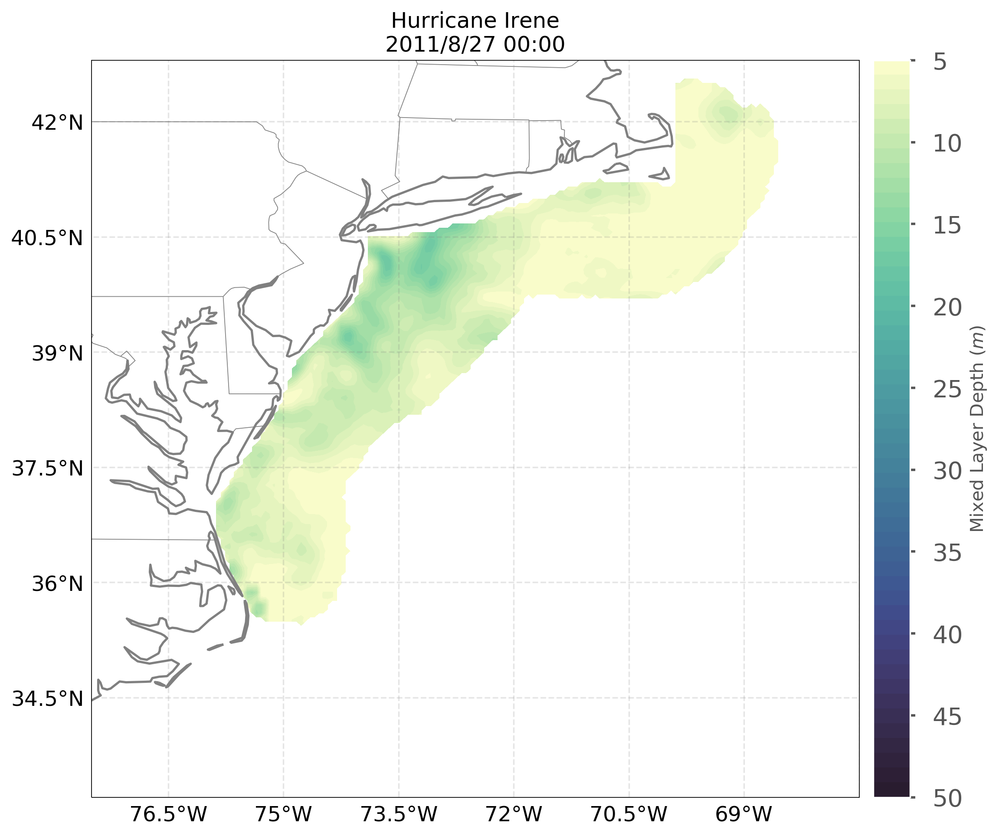 Hurricane Irene
2011/8/27 00:00
42°N
40.5°N
39°N
37.5°N
36°N
34.5°N
76.5°W
75°W
73.5°W
72°W
70.5°W
69°W
5
10
15
20
25
30
35
40
45
50
Mixed Layer Depth (m)